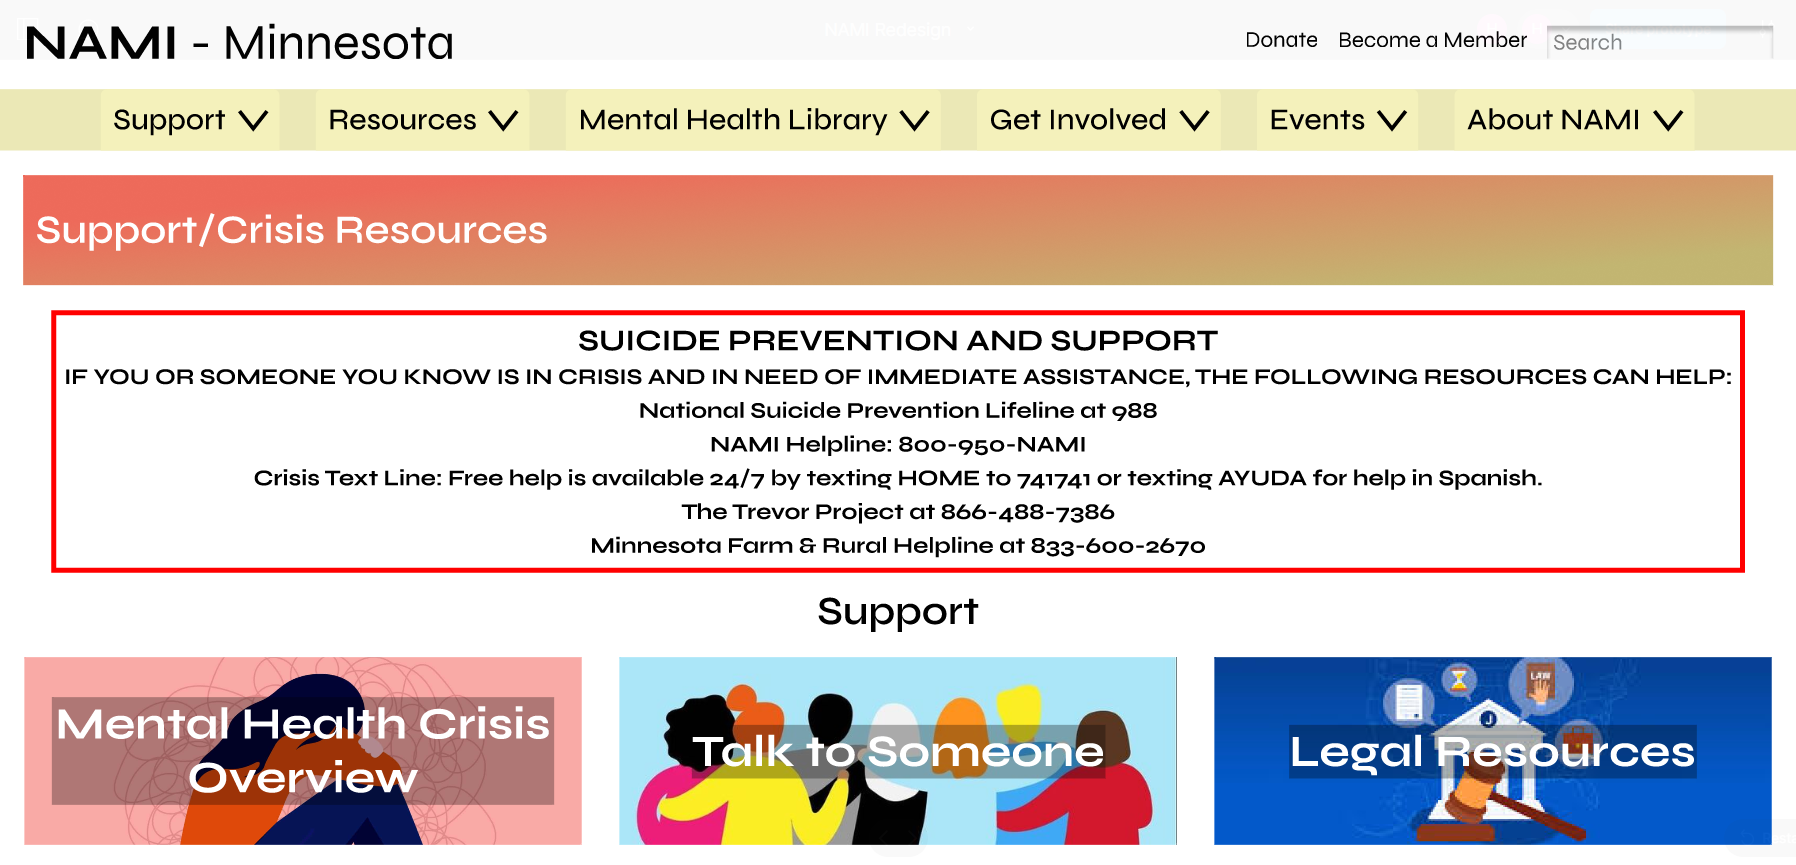 NAMI - Minnesota
NAMI Redesign
Donate Become a Member Search
Support Resources Mental Health Library Get Involved Events About NAMI
Support/Crisis Resources
SUICIDE PREVENTION AND SUPPORT
IF YOU OR SOMEONE YOU KNOW IS IN CRISIS AND IN NEED OF IMMEDIATE ASSISTANCE, THE FOLLOWING RESOURCES CAN HELP:
National Suicide Prevention Lifeline at 988
NAMI Helpline: 800-950-NAMI
Crisis Text Line: Free help is available 24/7 by texting HOME to 741741 or texting AYUDA for help in Spanish.
The Trevor Project at 866-488-7386
Minnesota Farm & Rural Helpline at 833-600-2670
Support
Mental Health Crisis
Overview
Talk to Someone
LAW
J
Legal Resources